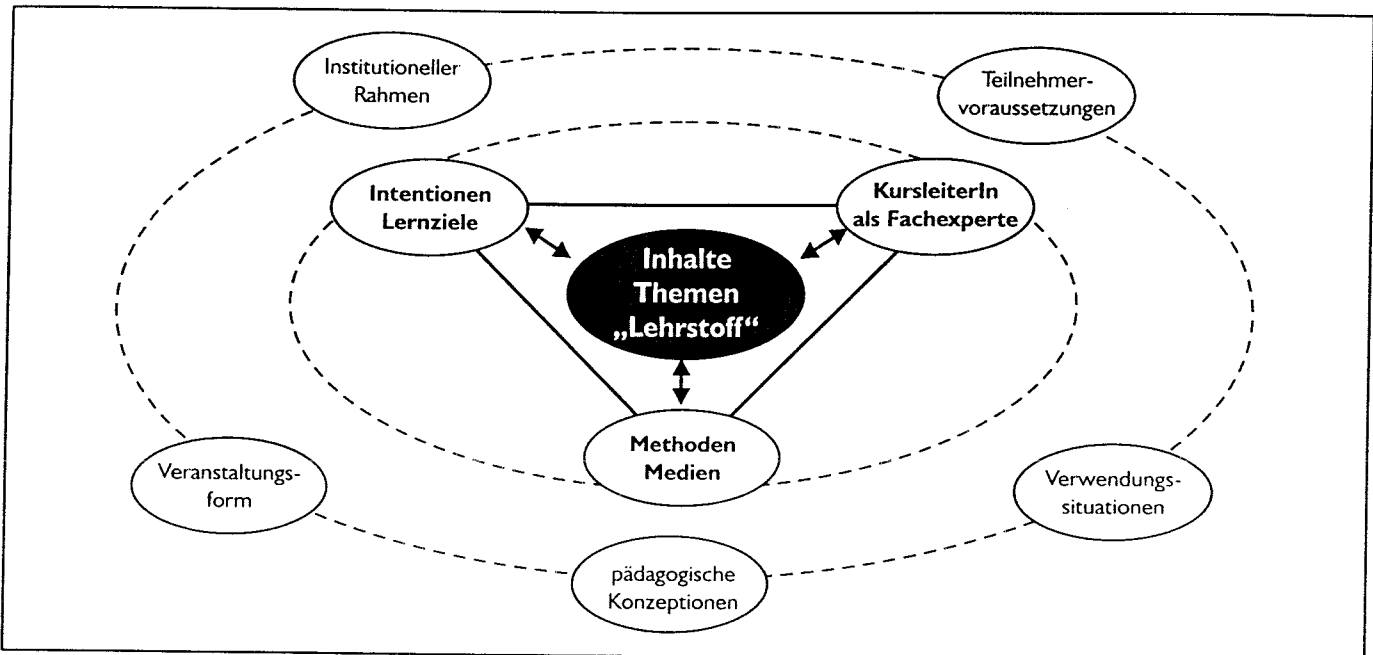 Institutioneller
Rahmen
Teilnehmer-
voraussetzungen
Intentionen
Lernziele
KursleiterIn
als Fachexperte
Inhalte
Themen
„Lehrstoff“
Methoden
Medien
Veranstaltungs-
form
Verwendungs-
situationen
pädagogische
Konzeptionen